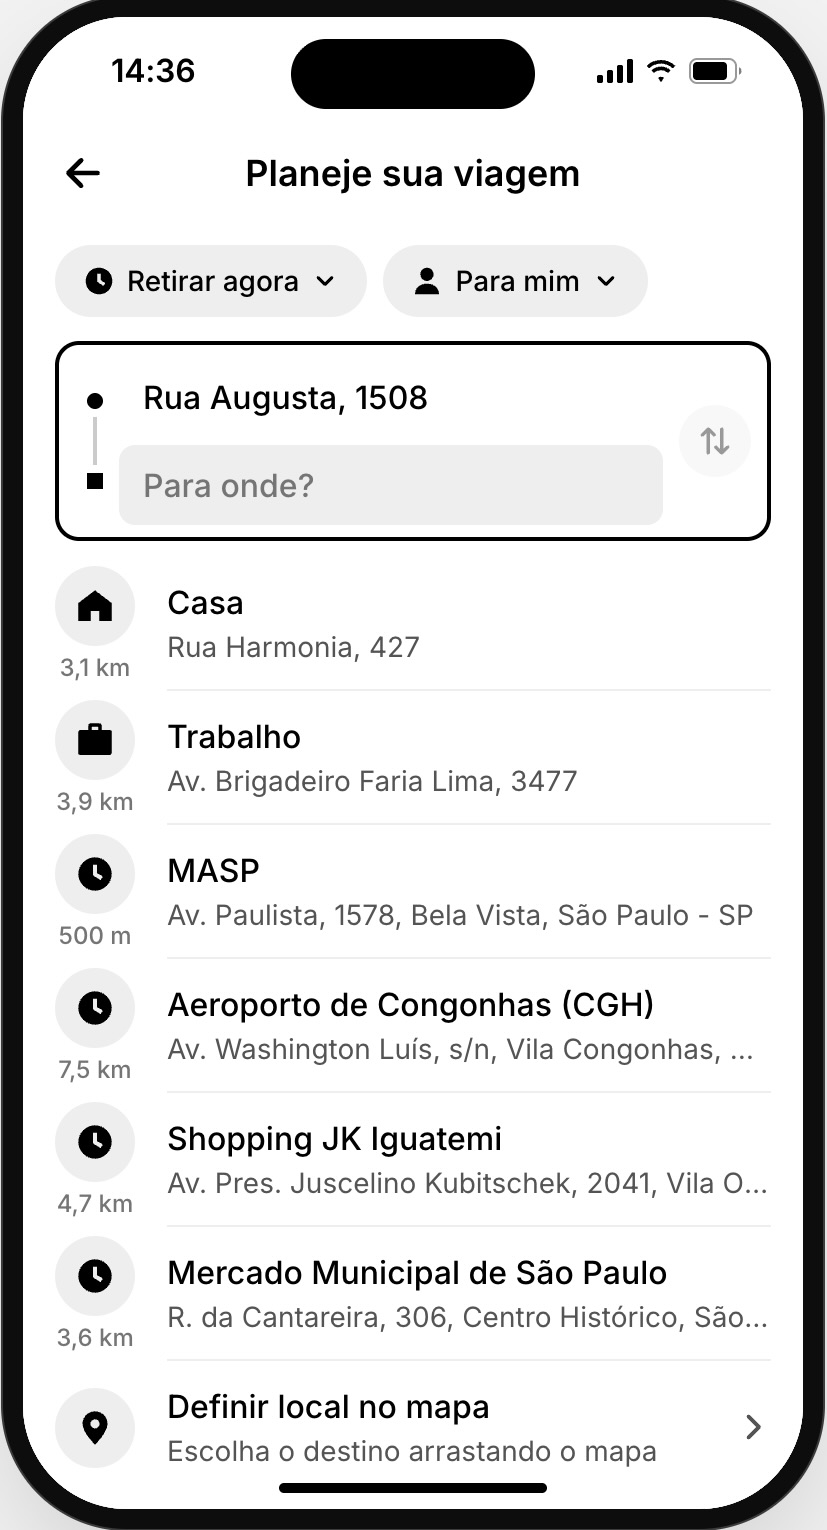 14:36
Planeje sua viagem
Retirar agora
Para mim
Rua Augusta, 1508
Para onde?
Casa
Rua Harmonia, 427
3,1 km
Trabalho
Av. Brigadeiro Faria Lima, 3477
3,9 km
MASP
Av. Paulista, 1578, Bela Vista, São Paulo - SP
500 m
Aeroporto de Congonhas (CGH)
Av. Washington Luís, s/n, Vila Congonhas, ...
7,5 km
Shopping JK Iguatemi
Av. Pres. Juscelino Kubitschek, 2041, Vila O...
4,7 km
Mercado Municipal de São Paulo
R. da Cantareira, 306, Centro Histórico, São...
3,6 km
Definir local no mapa
Escolha o destino arrastando o mapa